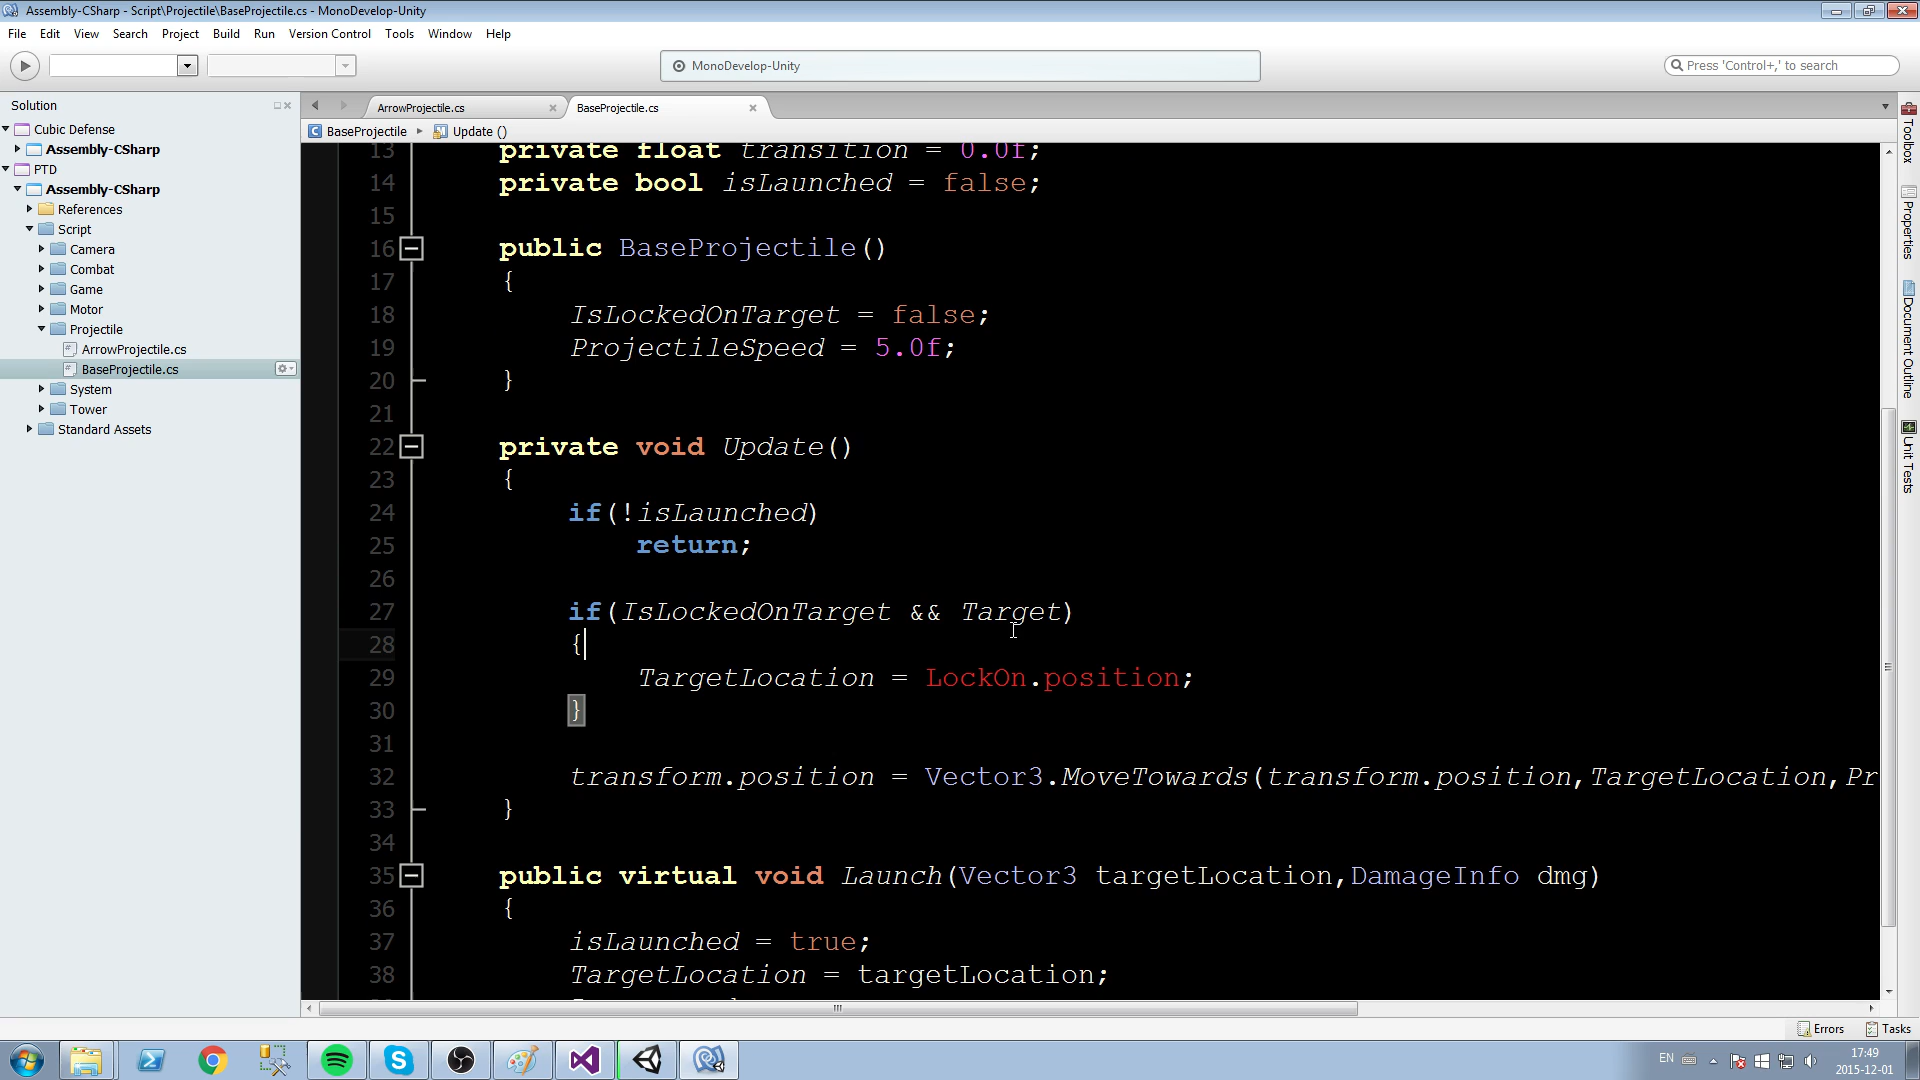 Assembly-CSharp - Script\Projectile\BaseProjectile.cs - MonoDevelop-Unity
File Edit View Search Project Build Run Version Control Tools Window Help
MonoDevelop-Unity
Press 'Control+,' to search
Solution
Cubic Defense
Assembly-CSharp
PTD
Assembly-CSharp
References
Script
Camera
Combat
Game
Motor
Projectile
ArrowProjectile.cs
BaseProjectile.cs
System
Tower
Standard Assets
ArrowProjectile.cs
BaseProjectile.cs
BaseProjectile
Update ()
13 private float transition = 0.0f;
14 private bool isLaunched = false;
15
16 public BaseProjectile()
17 {
18 IsLockedOnTarget = false;
19 ProjectileSpeed = 5.0f;
20 }
21
22 private void Update()
23 {
24 if(!isLaunched)
25 return;
26
27 if(IsLockedOnTarget && Target)
28 {
29 TargetLocation = LockOn.position;
30 }
31
32 transform.position = Vector3.MoveTowards(transform.position,TargetLocation,Pr
33 }
34
35 public virtual void Launch(Vector3 targetLocation,DamageInfo dmg)
36 {
37 isLaunched = true;
38 TargetLocation = targetLocation;
Toolbox
Properties
Document Outline
Unit Tests
Errors
Tasks
EN
17:49
2015-12-01